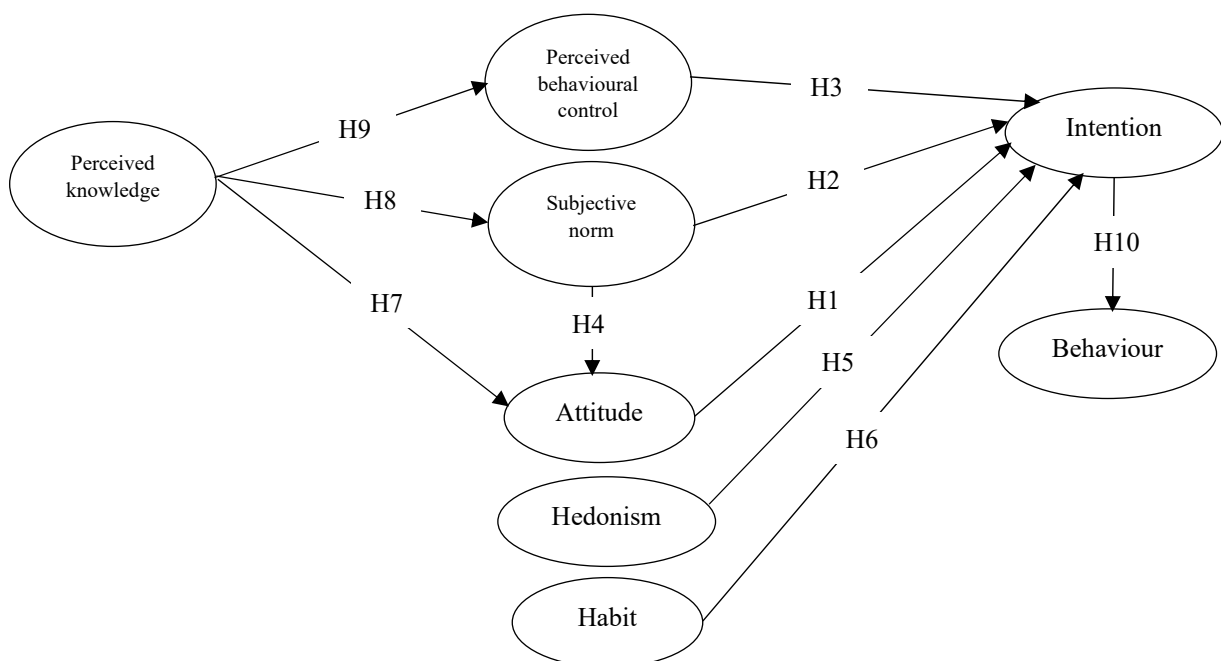 Perceived
behavioural
control
H3
Intention
H9
Perceived
knowledge
H8
Subjective
norm
H2
H10
H7
H4
H1
Behaviour
H5
Attitude
H6
Hedonism
Habit